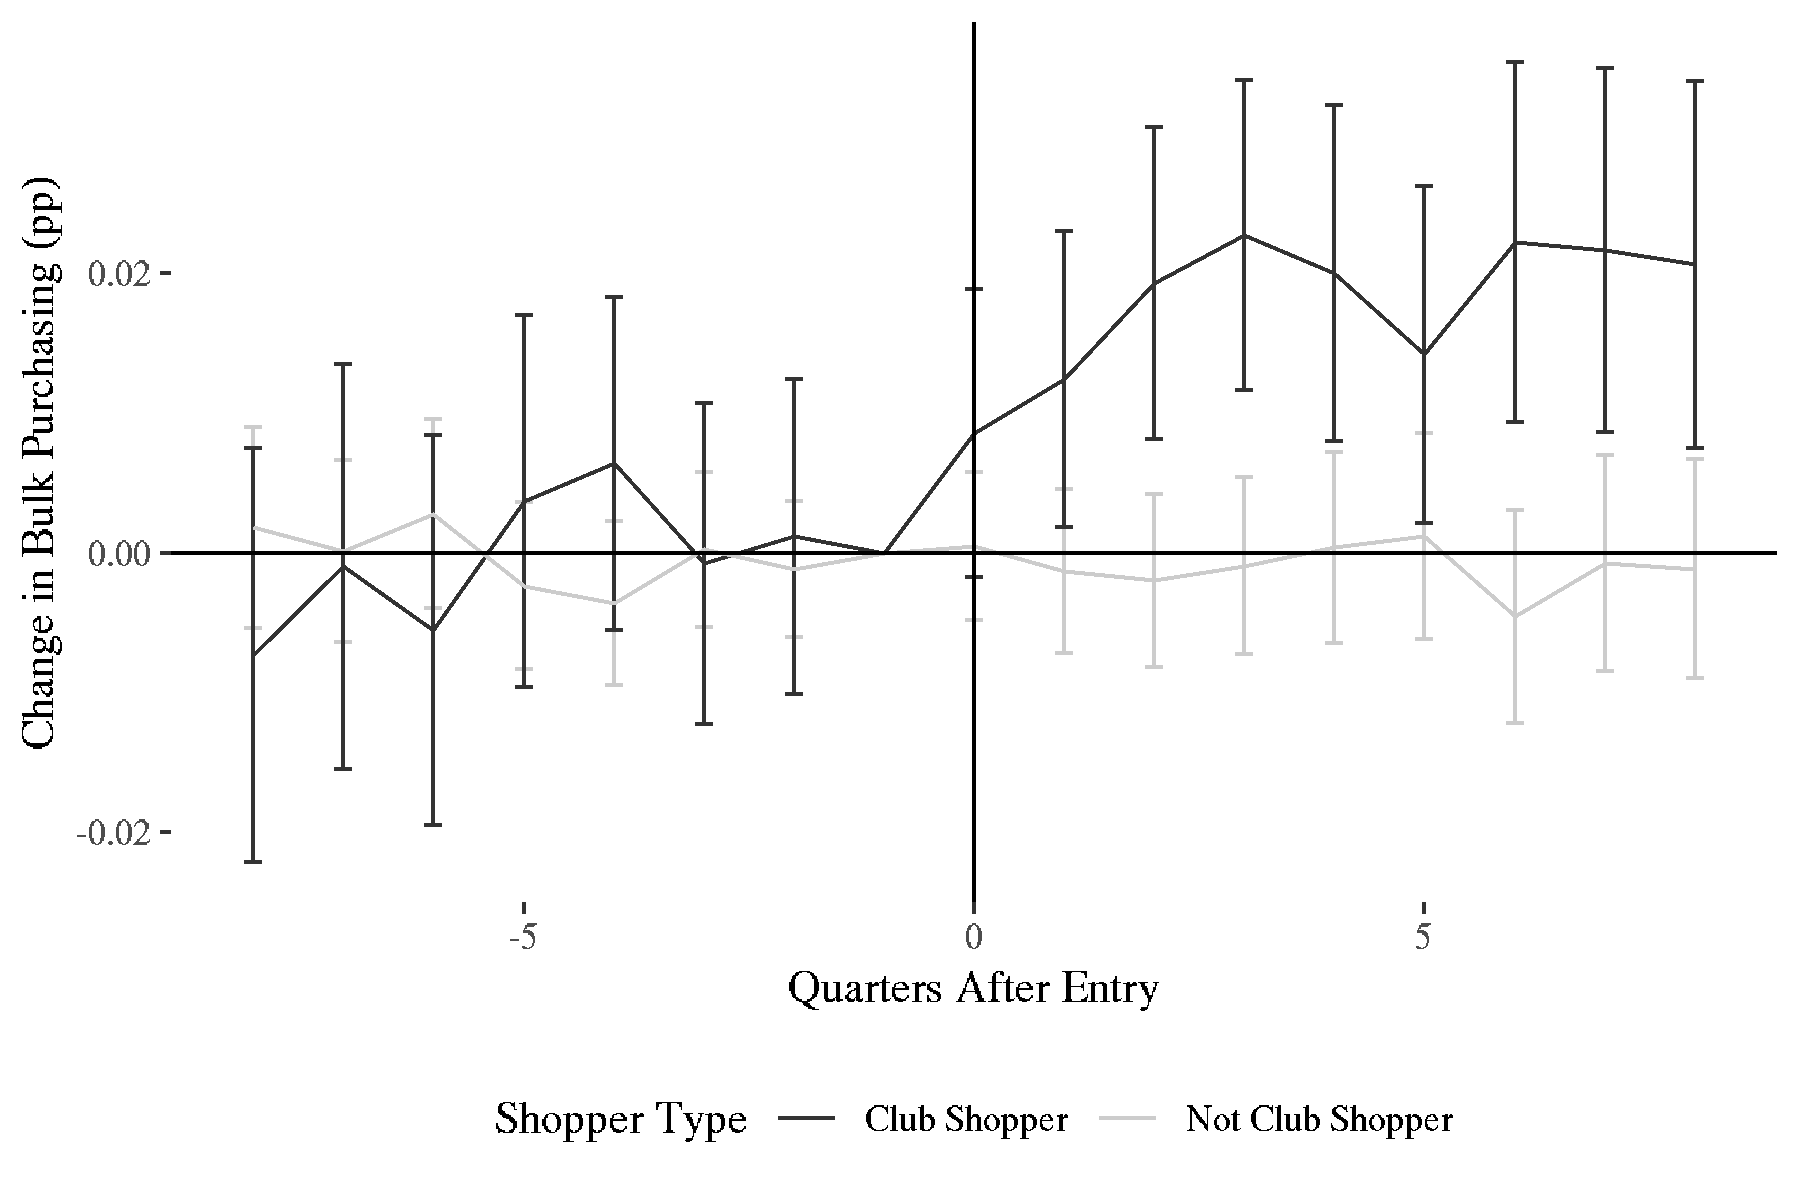 Change in Bulk Purchasing (pp)
0.02
0.00
-0.02
-5
0
5
Quarters After Entry
Shopper Type
Club Shopper
Not Club Shopper